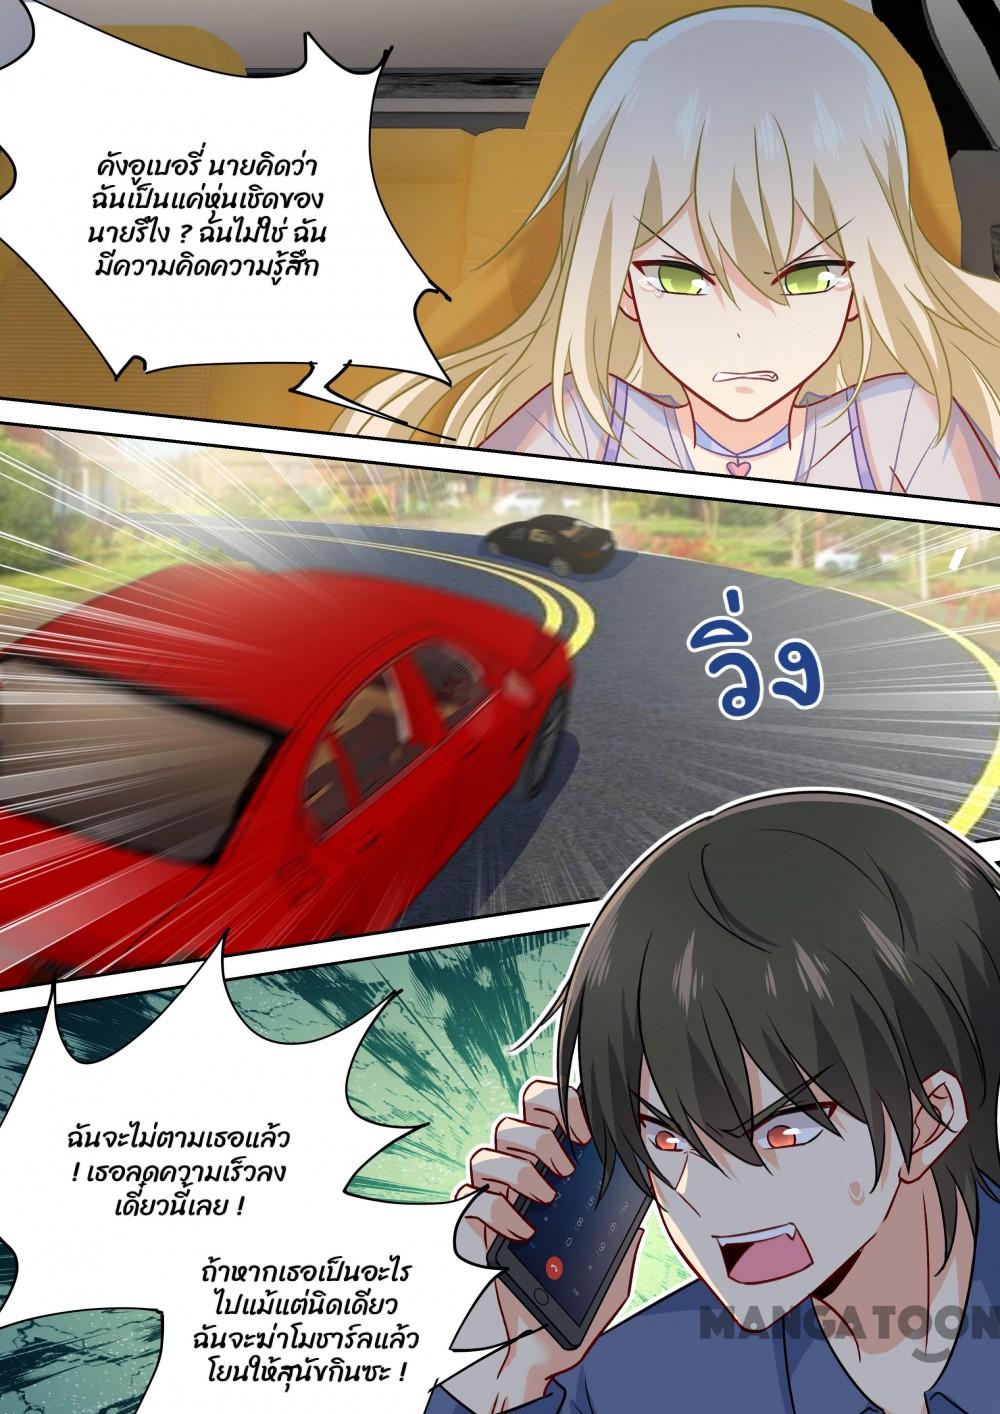 คังอูเบอรี่ นายคิดว่า
ฉันเป็นแค่หุ่นเชิดของ
นายรึไง ? ฉันไม่ใช่ ฉัน
มีความคิดความรู้สึก
วิ่ง
ฉันจะไม่ตามเธอแล้ว
! เธอลดความเร็วลง
เดี๋ยวนี้เลย !
ถ้าหากเธอเป็นอะไร
ไปแม้แต่นิดเดียว
ฉันจะฆ่าโมชาร์ลแล้ว
โยนให้สุนัขกินซะ !
MANGATOON